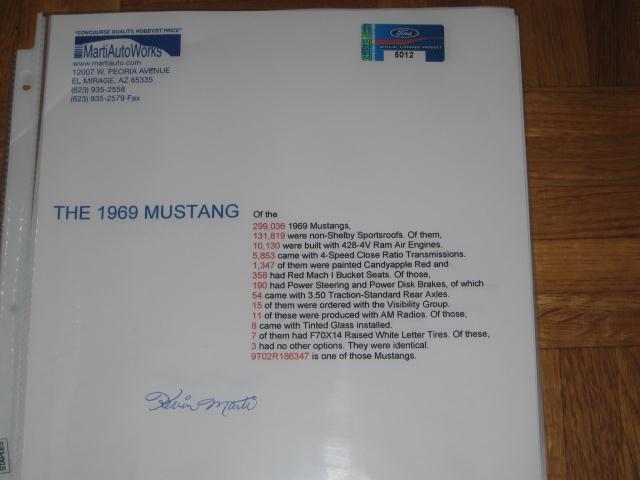 "CONCOURSE QUALITY, HOBBYIST PRICE"
MartiAutoWorks
www.martiauto.com
12007 W. PEORIA AVENUE
EL MIRAGE, AZ 85335
(623) 935-2558
(623) 935-2579 Fax
Ford
OFFICIAL LICENSED PRODUCT
6012
THE 1969 MUSTANG
Of the
299,036 1969 Mustangs,
131,819 were non-Shelby Sportsroofs. Of them,
10,130 were built with 428-4V Ram Air Engines.
5,853 came with 4-Speed Close Ratio Transmissions.
1,347 of them were painted Candyapple Red and
358 had Red Mach I Bucket Seats. Of those,
190 had Power Steering and Power Disk Brakes, of which
54 came with 3.50 Traction-Standard Rear Axles.
15 of them were ordered with the Visibility Group.
11 of these were produced with AM Radios. Of those,
8 came with Tinted Glass installed.
7 of them had F70X14 Raised White Letter Tires. Of these,
3 had no other options. They were identical.
9T02R186347 is one of those Mustangs.
Kevin Marti
STAPLES